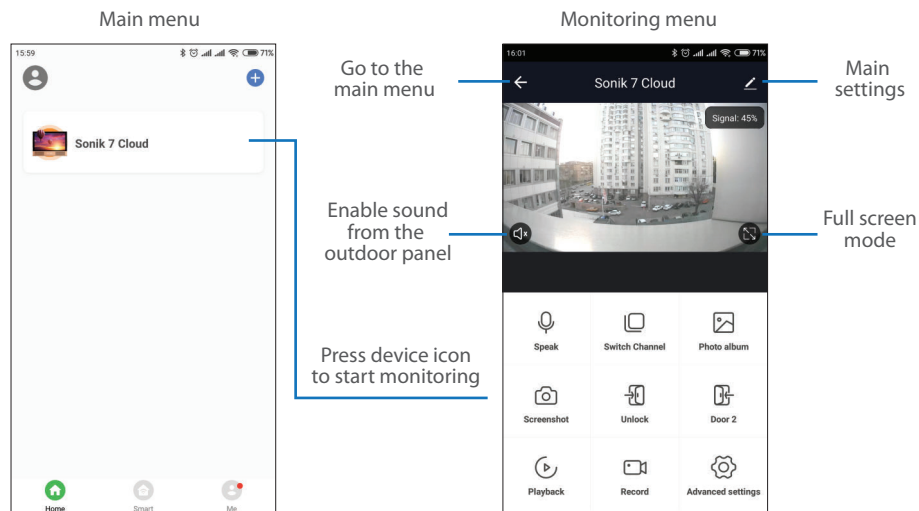 Main menu
15:59
71%
Sonik 7 Cloud
Home
Smart
Me
Go to the
main menu
Enable sound
from the
outdoor panel
Press device icon
to start monitoring
Monitoring menu
16:01
71%
Sonik 7 Cloud
Signal: 45%
Speak
Switch Channel
Photo album
Screenshot
Unlock
Door 2
Playback
Record
Advanced settings
Main
settings
Full screen
mode